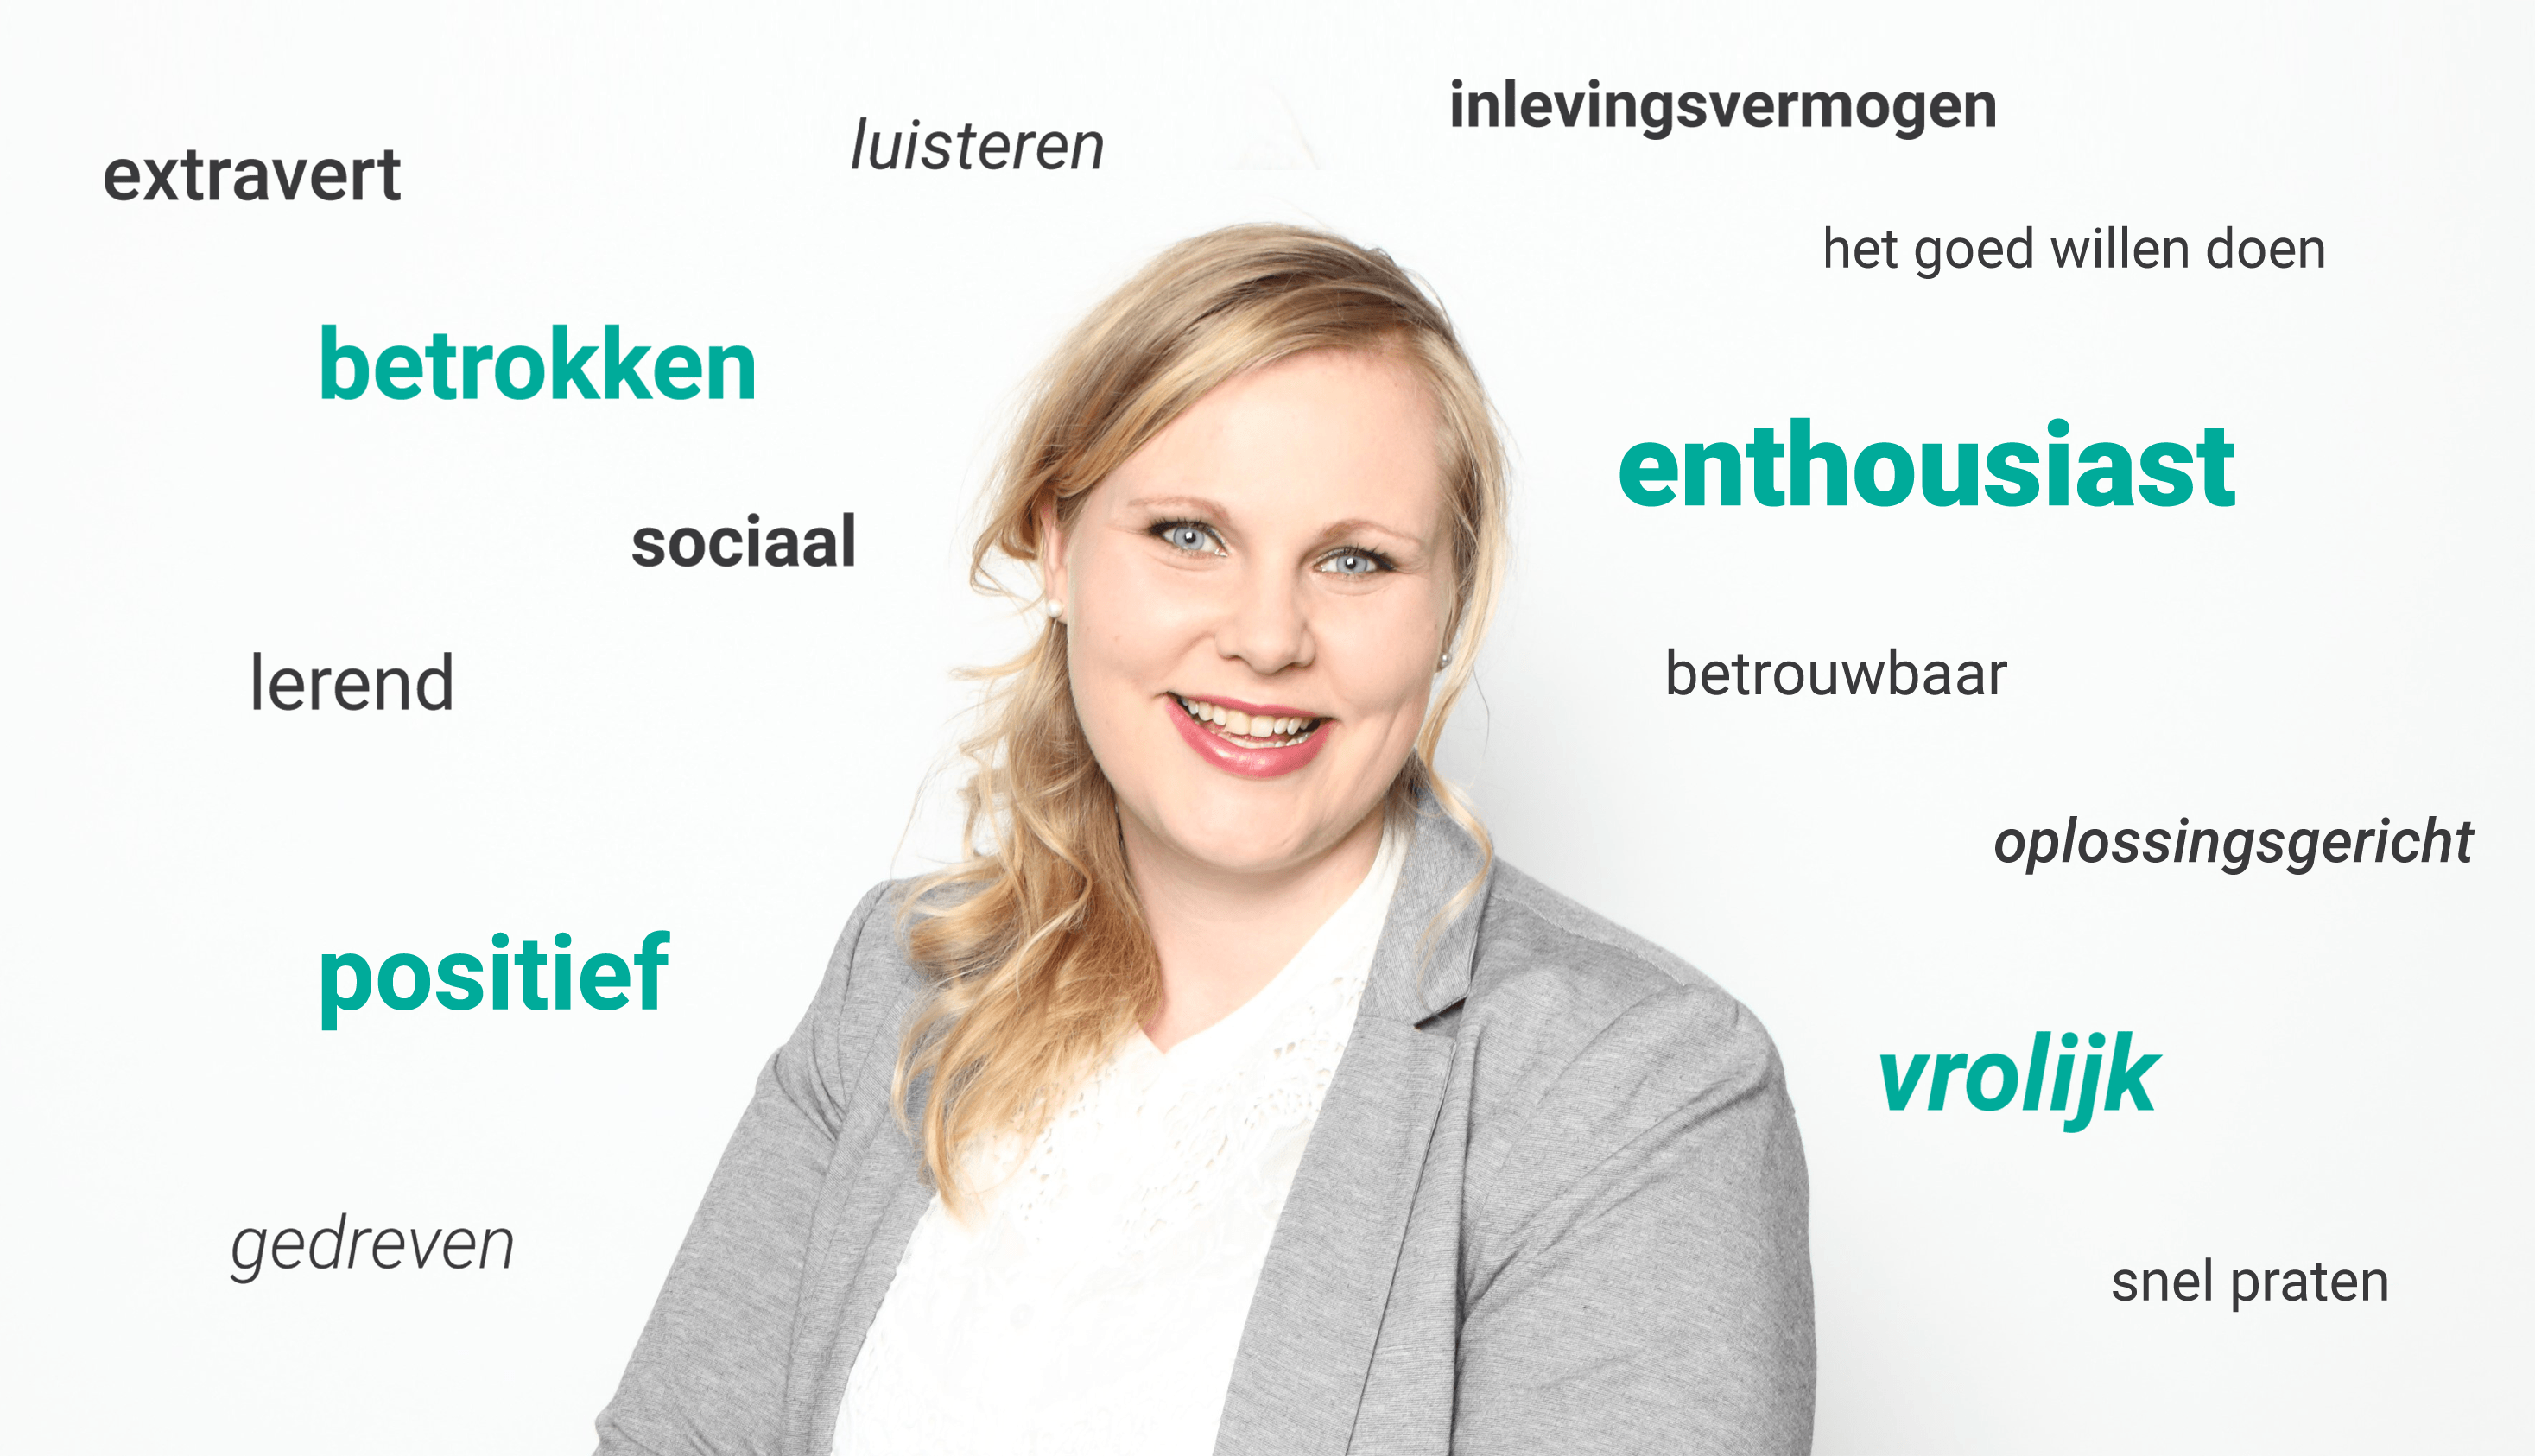 inlevingsvermogen
luisteren
extravert
het goed willen doen
betrokken
enthousiast
sociaal
betrouwbaar
lerend
oplossingsgericht
positief
vrolijk
gedreven
snel praten